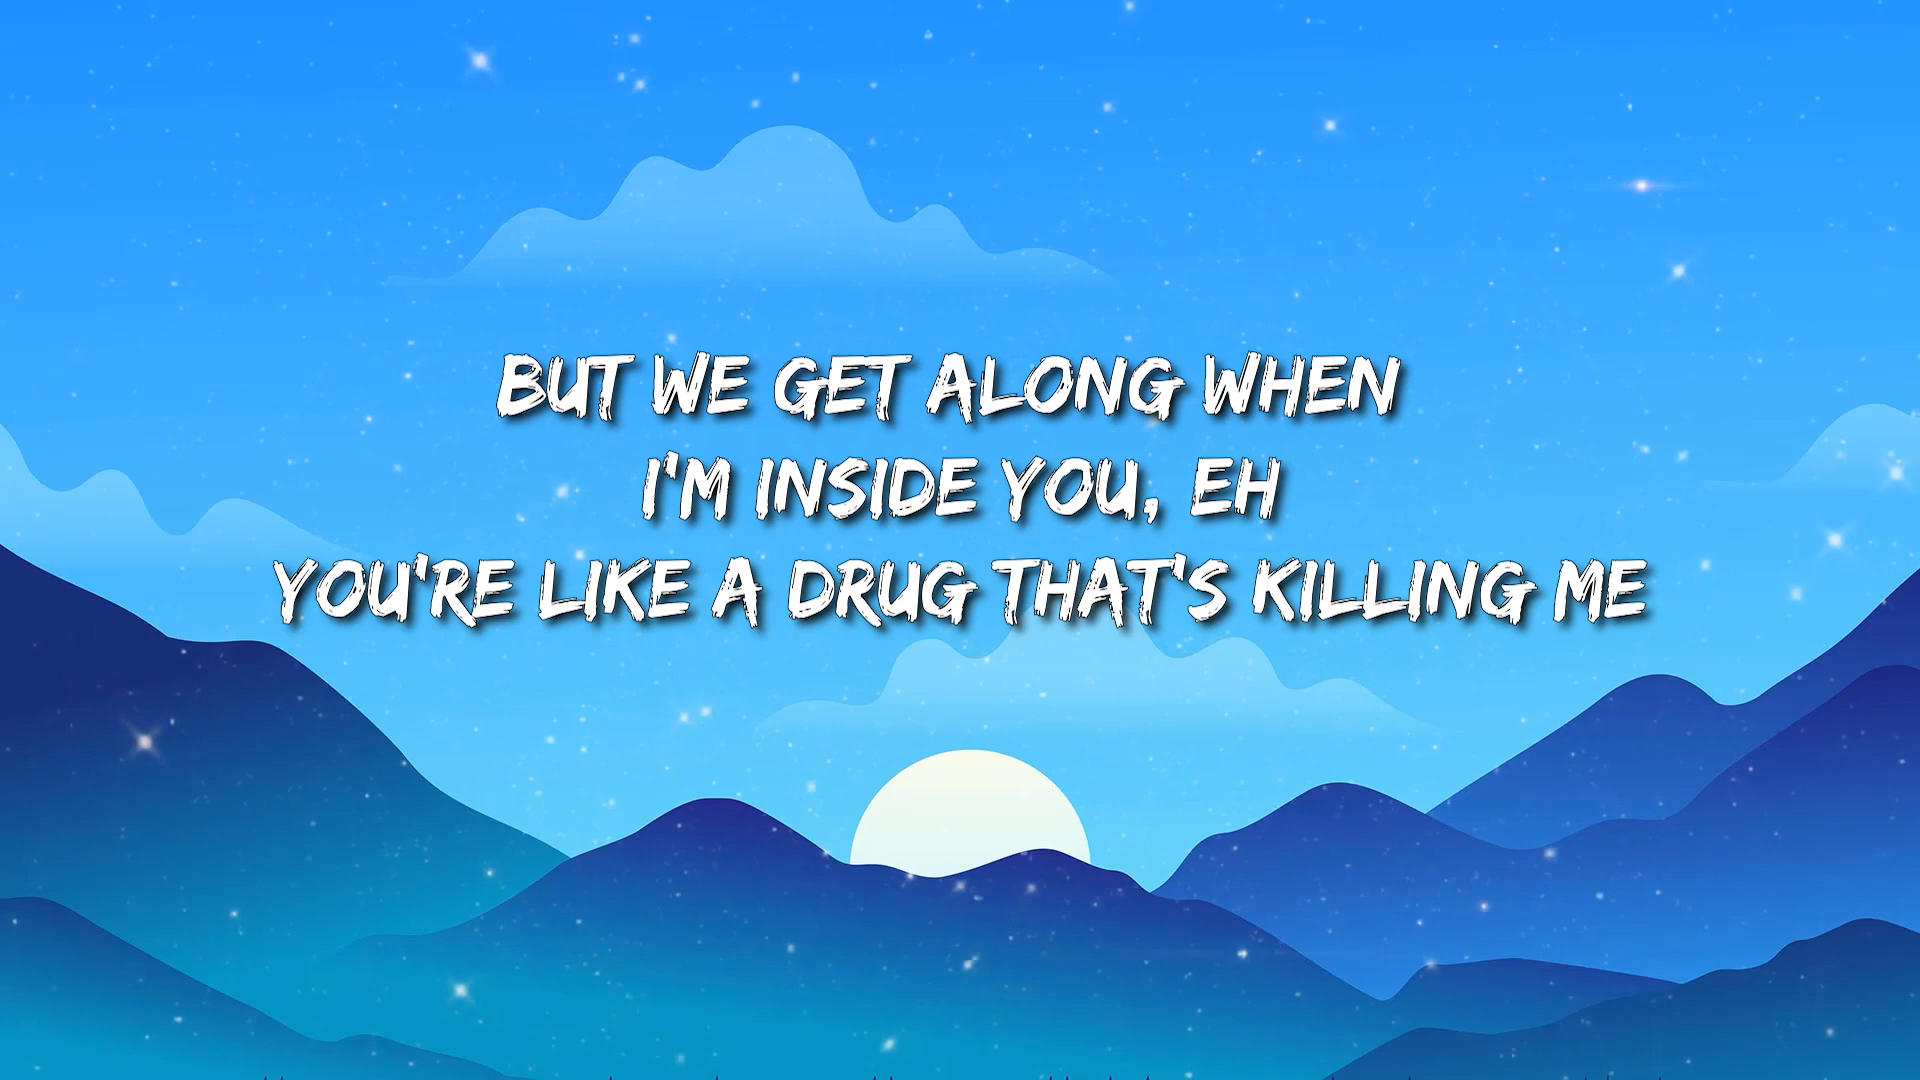 BUT WE GET ALONG WHEN
I'M INSIDE YOU, EH
YOU'RE LIKE A DRUG THAT'S KILLING ME